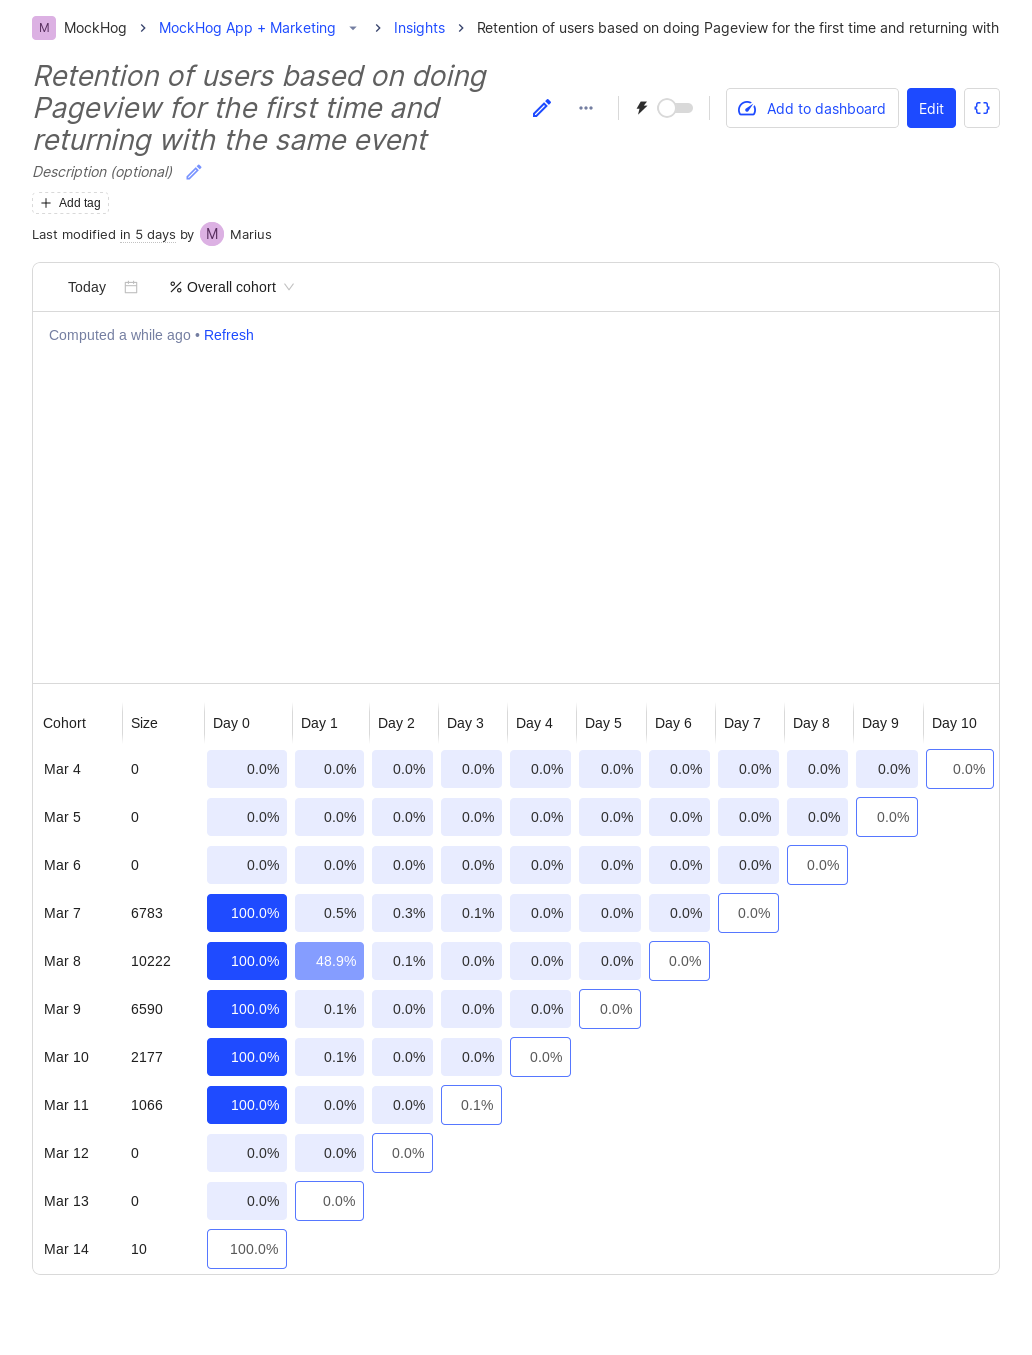 M MockHog > MockHog App + Marketing > Insights > Retention of users based on doing Pageview for the first time and returning with
Retention of users based on doing
Pageview for the first time and
returning with the same event
Add to dashboard Edit
Description (optional)
Add tag
Last modified in 5 days by M Marius
Today % Overall cohort
Computed a while ago • Refresh
Cohort Size Day 0 Day 1 Day 2 Day 3 Day 4 Day 5 Day 6 Day 7 Day 8 Day 9 Day 10
Mar 4 0 0.0% 0.0% 0.0% 0.0% 0.0% 0.0% 0.0% 0.0% 0.0% 0.0% 0.0%
Mar 5 0 0.0% 0.0% 0.0% 0.0% 0.0% 0.0% 0.0% 0.0% 0.0% 0.0%
Mar 6 0 0.0% 0.0% 0.0% 0.0% 0.0% 0.0% 0.0% 0.0% 0.0%
Mar 7 6783 100.0% 0.5% 0.3% 0.1% 0.0% 0.0% 0.0% 0.0%
Mar 8 10222 100.0% 48.9% 0.1% 0.0% 0.0% 0.0% 0.0%
Mar 9 6590 100.0% 0.1% 0.0% 0.0% 0.0% 0.0%
Mar 10 2177 100.0% 0.1% 0.0% 0.0% 0.0%
Mar 11 1066 100.0% 0.0% 0.0% 0.1%
Mar 12 0 0.0% 0.0% 0.0%
Mar 13 0 0.0% 0.0%
Mar 14 10 100.0%